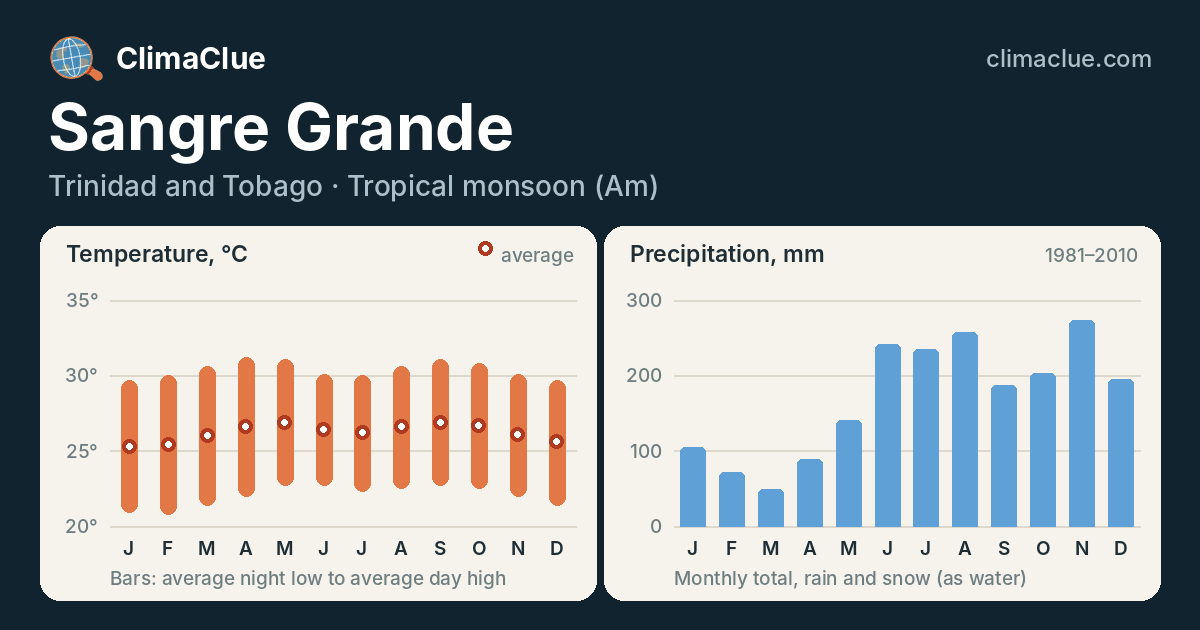 ClimaClue
climaclue.com
Sangre Grande
Trinidad and Tobago · Tropical monsoon (Am)
Temperature, °C
average
35°
30°
25°
20°
J F M A M J J A S O N D
Bars: average night low to average day high
Precipitation, mm
1981–2010
300
200
100
0
J F M A M J J A S O N D
Monthly total, rain and snow (as water)